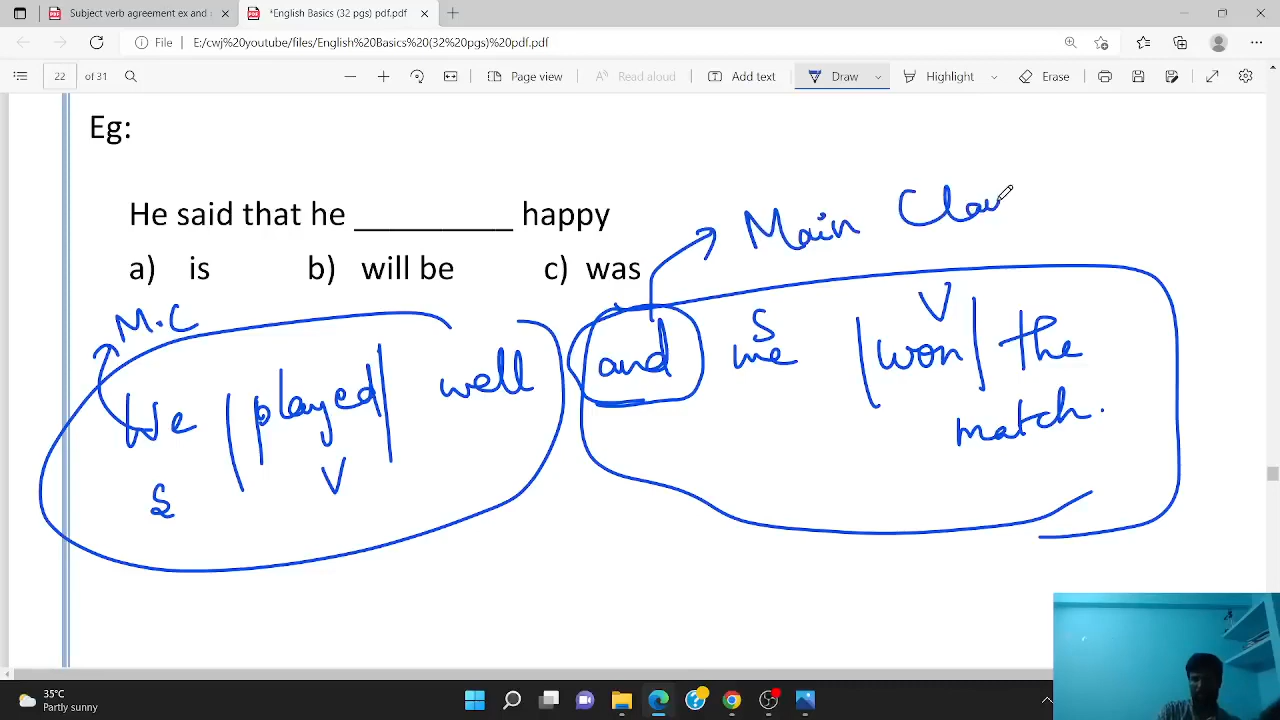 Subject verb agreement ex and
*English Basics (32 pgs) pdf.pdf
File
E:/cwj%20youtube/files/English%20Basics%20(32%20pgs)%20pdf.pdf
22 of 31
Page view
Read aloud
Add text
Draw
Highlight
Erase
Eg:
He said that he __________ happy
a) is b) will be c) was
Main Clau
M.C
S V
We played well and we won the
match.
S V
35°C
Partly sunny